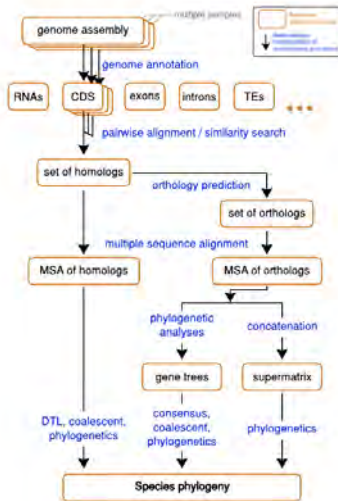 multiple samples
genome assembly
genome annotation
RNAs CDS exons introns TEs
pairwise alignment / similarity search
set of homologs
orthology prediction
set of orthologs
multiple sequence alignment
MSA of homologs MSA of orthologs
phylogenetic concatenation
analyses
gene trees supermatrix
DTL, coalescent, consensus, phylogenetics
phylogenetics coalescent,
phylogenetics
Species phylogeny